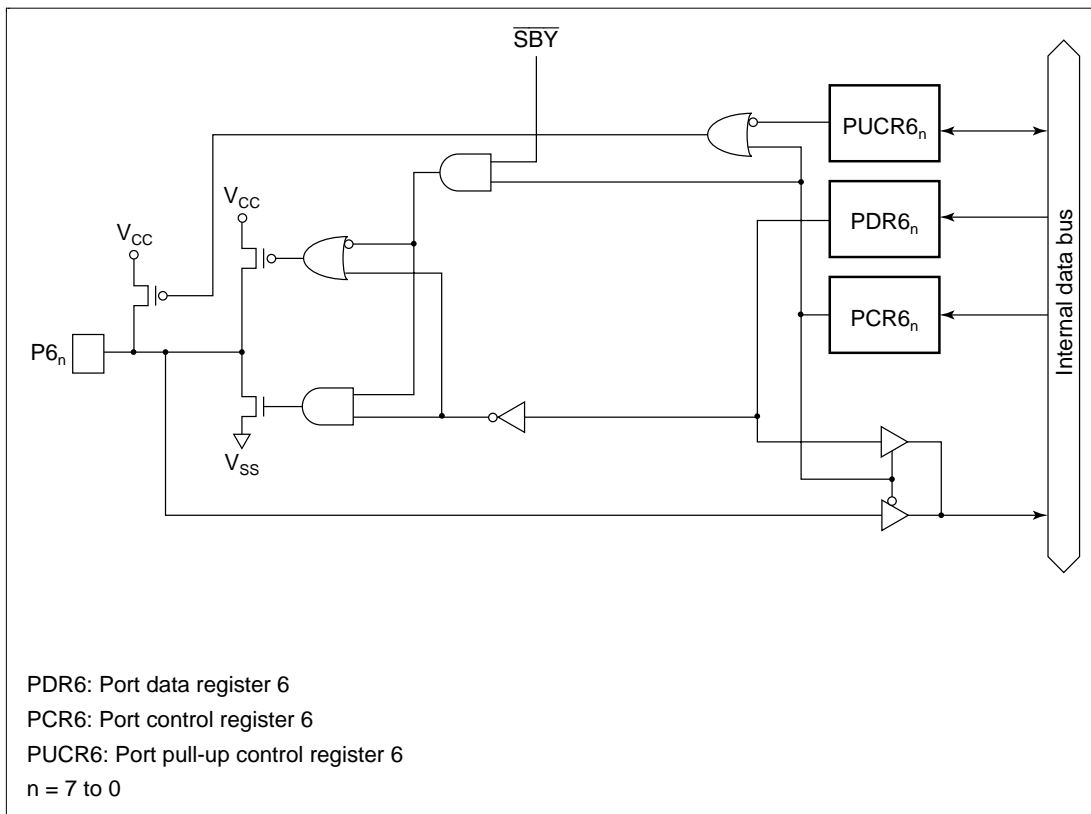 SBY
PUCR6n
VCC
PDR6n
VCC
PCR6n
Internal data bus
P6n
VSS
PDR6: Port data register 6
PCR6: Port control register 6
PUCR6: Port pull-up control register 6
n = 7 to 0